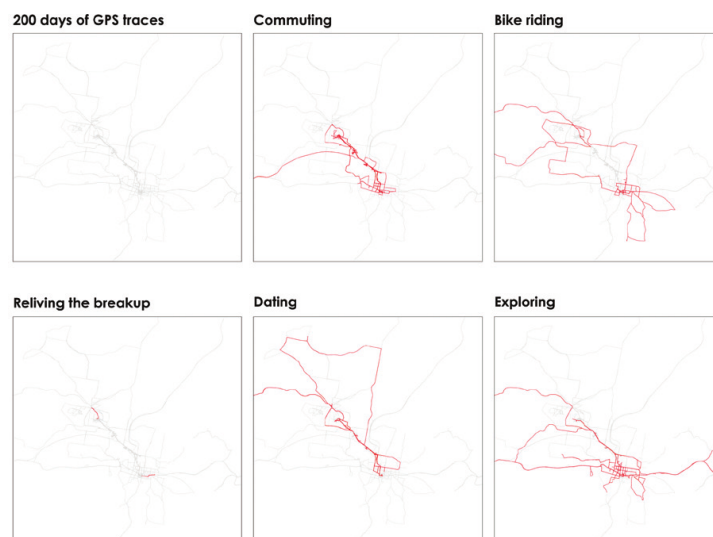 200 days of GPS traces
Commuting
Bike riding
Reliving the breakup
Dating
Exploring